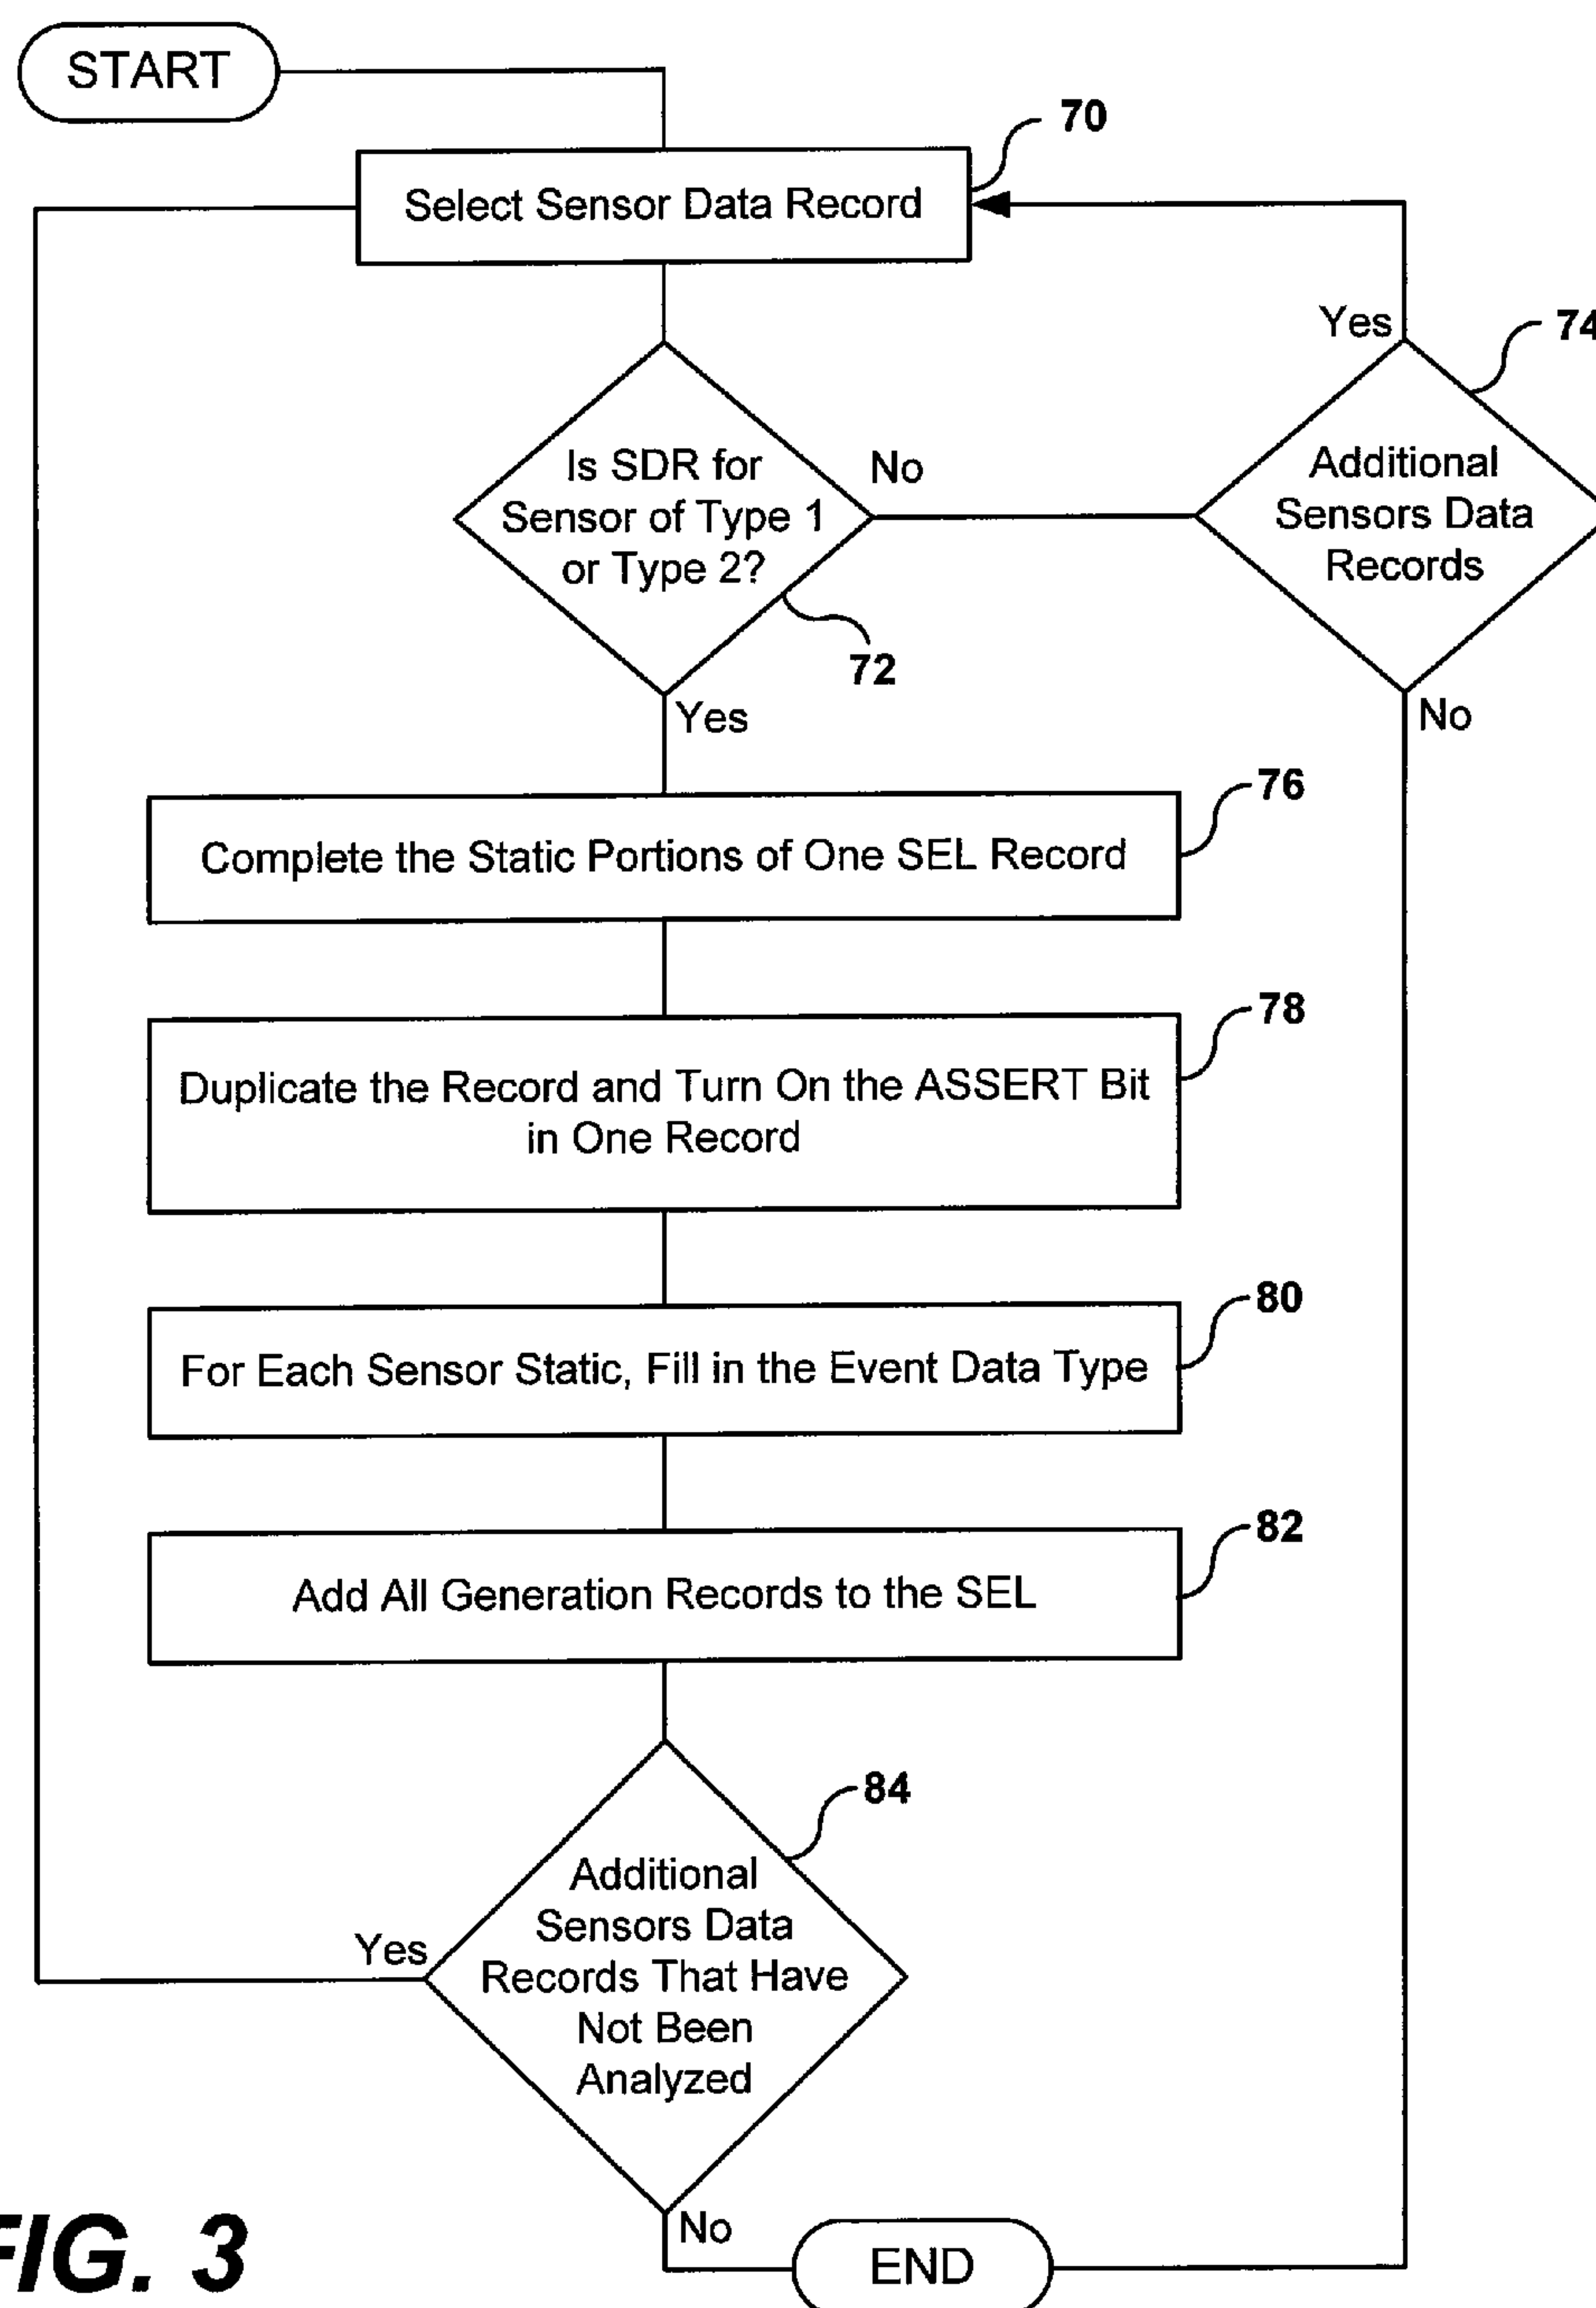 START
70
Select Sensor Data Record
Yes
74
Is SDR for
Sensor of Type 1
or Type 2?
No
Additional
Sensors Data
Records
72
Yes
No
76
Complete the Static Portions of One SEL Record
78
Duplicate the Record and Turn On the ASSERT Bit
in One Record
80
For Each Sensor Static, Fill in the Event Data Type
82
Add All Generation Records to the SEL
84
Additional
Sensors Data
Records That Have
Not Been
Analyzed
Yes
No
END
FIG. 3